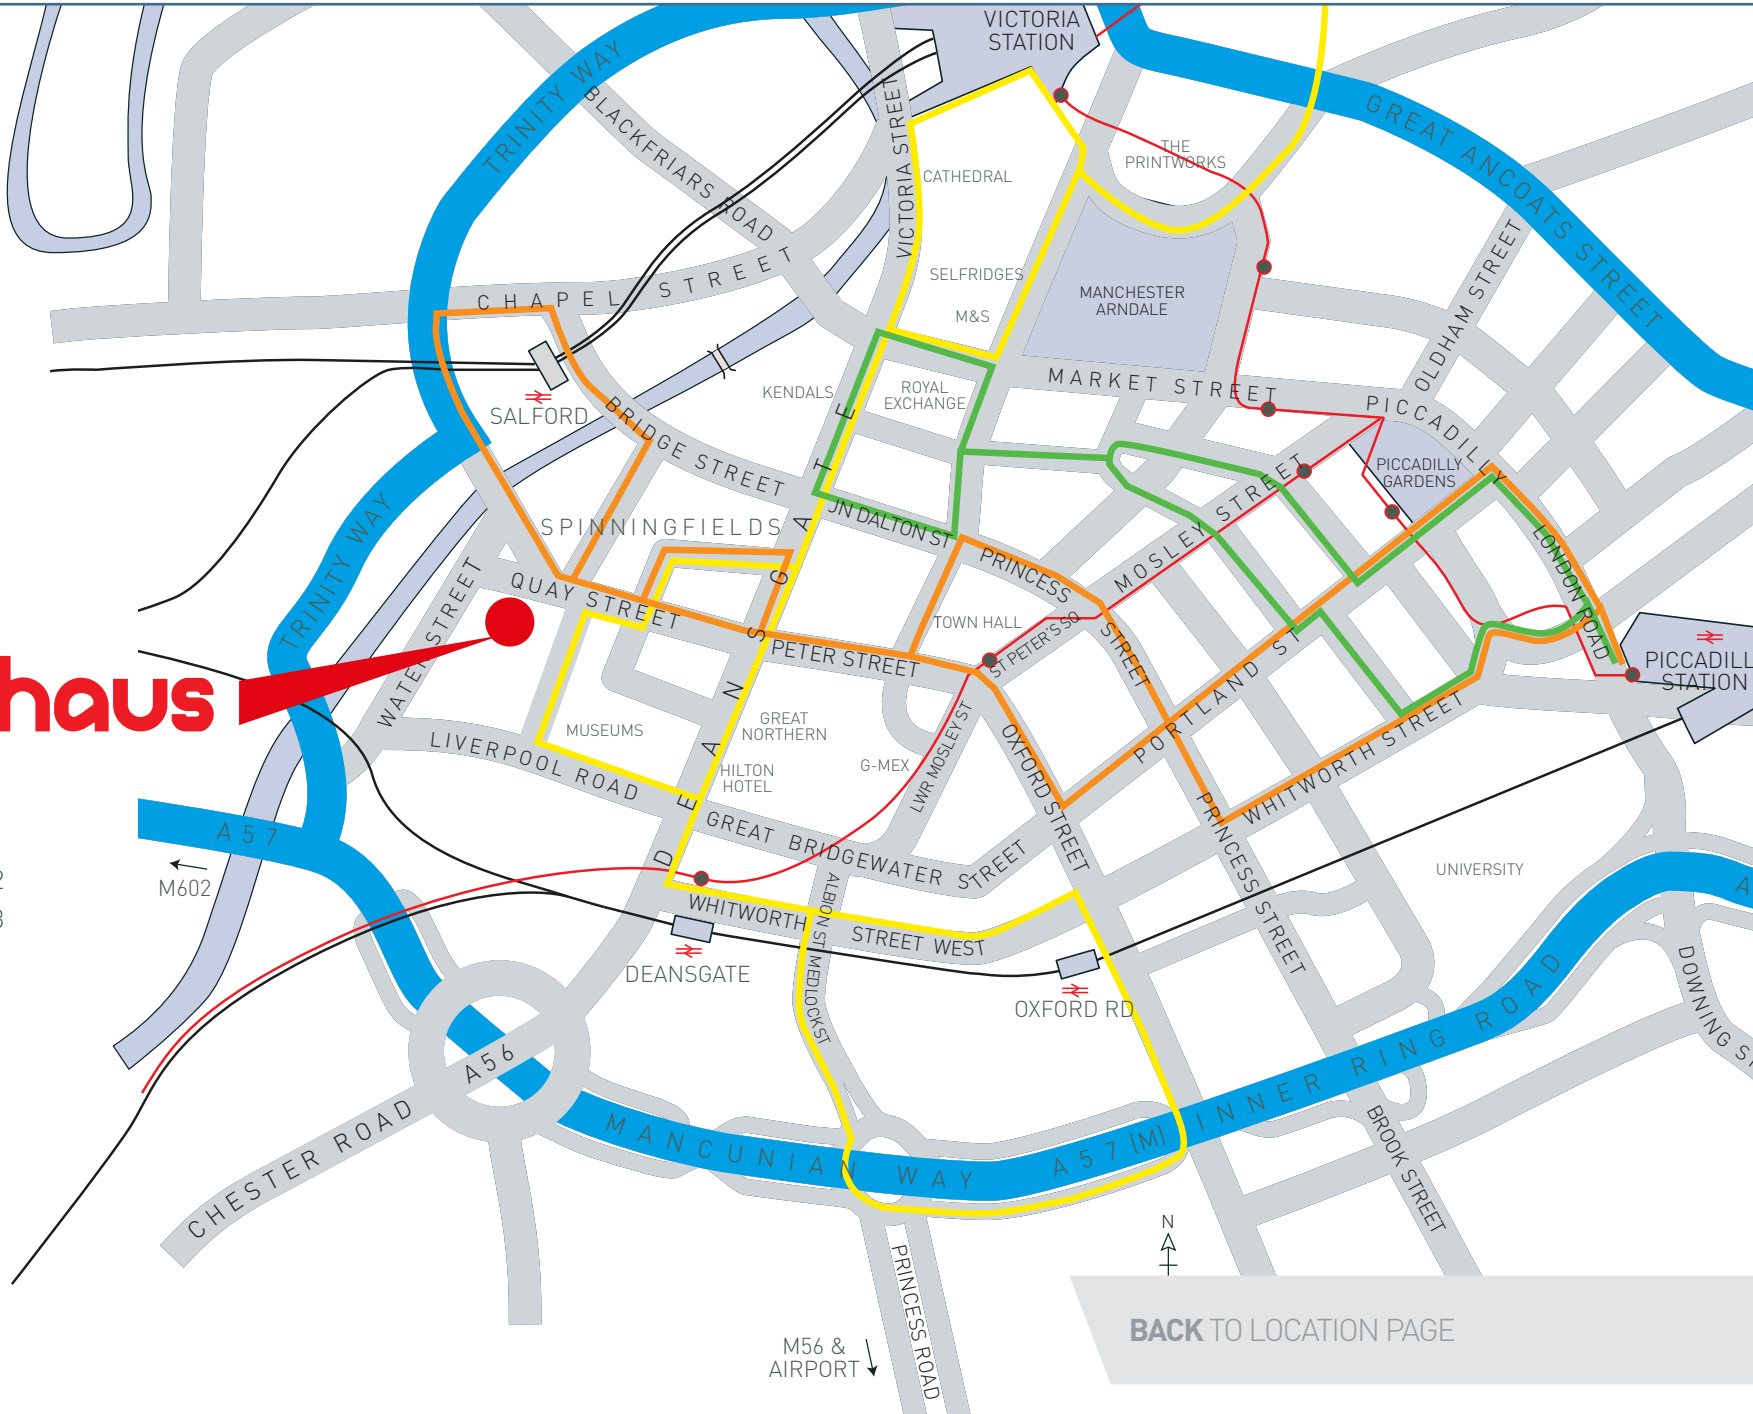 VICTORIA
STATION
TRINITY WAY
BLACKFRIARS ROAD
VICTORIA STREET
CATHEDRAL
THE
PRINTWORKS
GREAT ANCOATS STREET
CHAPEL STREET
SELFRIDGES
M&S
MANCHESTER
ARNDALE
OLDHAM STREET
SALFORD
KENDALS
ROYAL
EXCHANGE
MARKET STREET
PICCADILLY
BRIDGE STREET
PICCADILLY
GARDENS
SPINNINGFIELDS
JN DALTON ST
MOSLEY STREET
LONDON ROAD
TRINITY WAY
WATER STREET
QUAY STREET
PRINCESS
STREET
TOWN HALL
ST PETER'S SQ
PETER STREET
DEANSGATE
haus
PICCADILL
STATION
PORTLAND ST
MUSEUMS
GREAT
NORTHERN
G-MEX
LWR MOSLEY ST
OXFORD STREET
LIVERPOOL ROAD
HILTON
HOTEL
WHITWORTH STREET
GREAT BRIDGEWATER STREET
PRINCESS STREET
A57
M602
ALBION ST
MEDLOCK ST
WHITWORTH STREET WEST
UNIVERSITY
A
DEANSGATE
OXFORD RD
DOWNING S
A56
CHESTER ROAD
MANCUNIAN WAY
A57 (M)
INNER RING ROAD
BROOK STREET
PRINCESS ROAD
N
M56 &
AIRPORT
BACK TO LOCATION PAGE